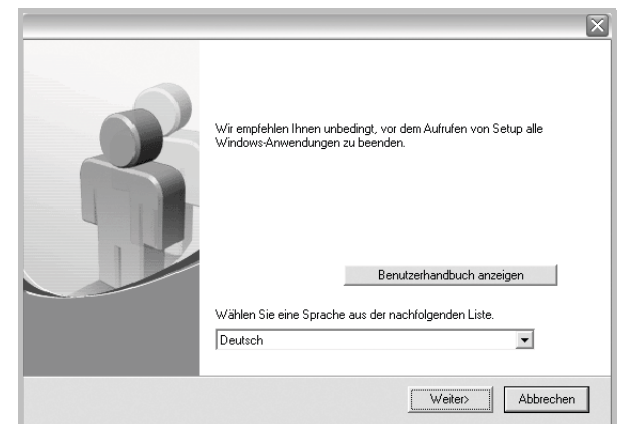 Wir empfehlen Ihnen unbedingt, vor dem Aufrufen von Setup alle
Windows-Anwendungen zu beenden.
Benutzerhandbuch anzeigen
Wählen Sie eine Sprache aus der nachfolgenden Liste.
Deutsch
Weiter>
Abbrechen